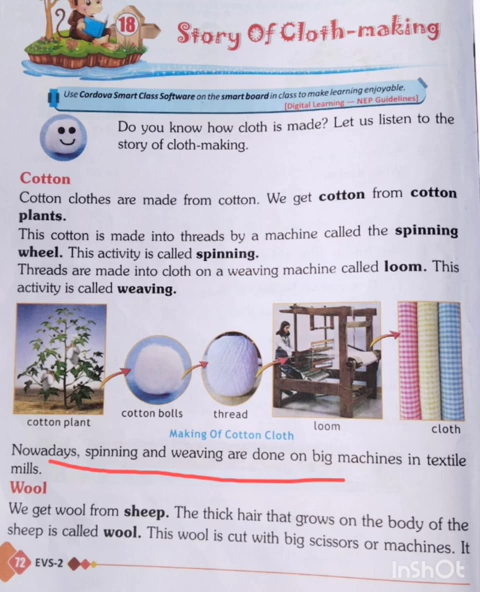 18
Story Of Cloth-making
Use Cordova Smart Class Software on the smart board in class to make learning enjoyable.
[Digital Learning — NEP Guidelines]
Do you know how cloth is made? Let us listen to the
story of cloth-making.
Cotton
Cotton clothes are made from cotton. We get cotton from cotton
plants.
This cotton is made into threads by a machine called the spinning
wheel. This activity is called spinning.
Threads are made into cloth on a weaving machine called loom. This
activity is called weaving.
cotton plant
cotton bolls
thread
loom
cloth
Making Of Cotton Cloth
Nowadays, spinning and weaving are done on big machines in textile
mills.
Wool
We get wool from sheep. The thick hair that grows on the body of the
sheep is called wool. This wool is cut with big scissors or machines. It
72 EVS-2
InShOt